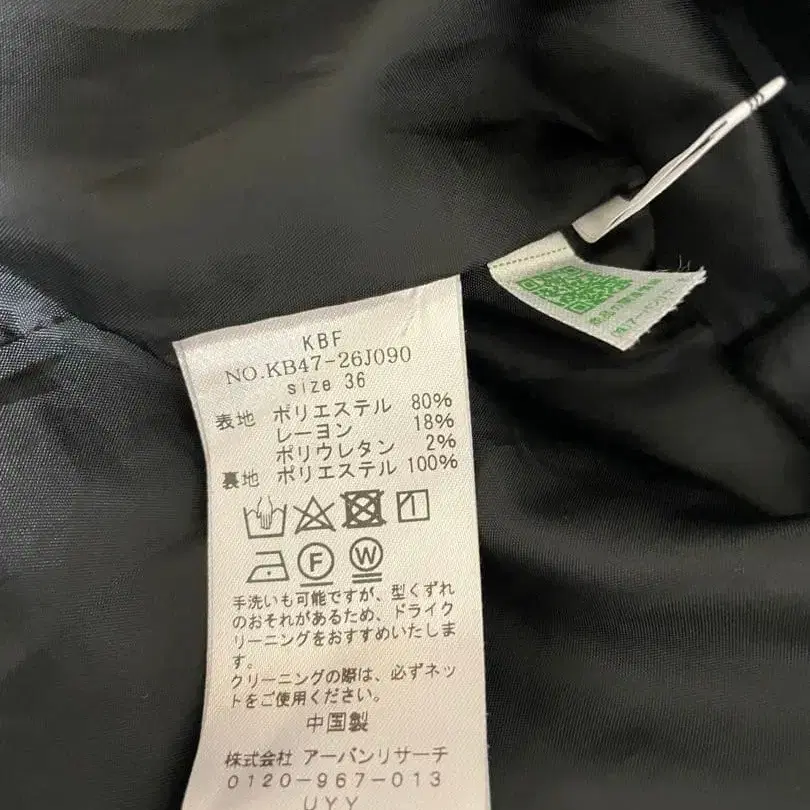 KBF
NO.KB47-26J090
size 36
表地 ポリエステル 80%
レーヨン 18%
ポリウレタン 2%
裏地 ポリエステル 100%
F W
手洗いも可能ですが、型くずれ
のおそれがあるため、ドライク
リーニングをおすすめいたしま
す。
クリーニングの際は、必ずネッ
トをご使用ください。
中国製
株式会社 アーバンリサーチ
0120-967-013
UYY